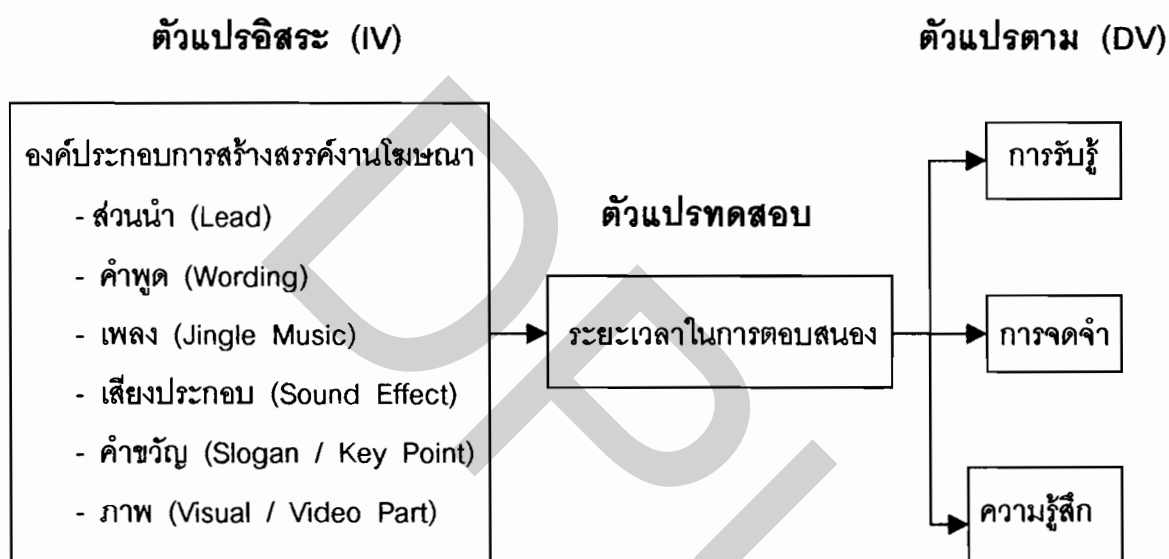 ตัวแปรอิสระ (IV)
ตัวแปรตาม (DV)
องค์ประกอบการสร้างสรรค์งานโฆษณา
- ส่วนนำ (Lead)
- คำพูด (Wording)
- เพลง (Jingle Music)
- เสียงประกอบ (Sound Effect)
- คำขวัญ (Slogan / Key Point)
- ภาพ (Visual / Video Part)
ตัวแปรทดสอบ
ระยะเวลาในการตอบสนอง
การรับรู้
การจดจำ
ความรู้สึก
DPU